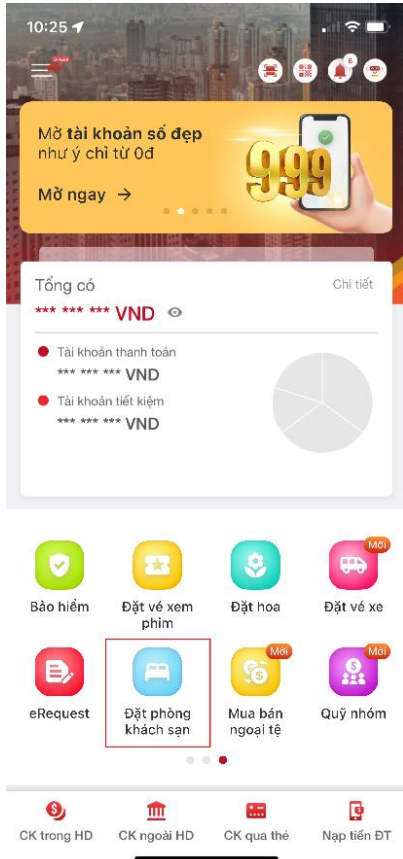 10:25
6
Mở tài khoản số đẹp
như ý chỉ từ 0đ
Mở ngay →
999
Tổng có
Chi tiết
*** *** *** VND
Tài khoản thanh toán
*** *** *** VND
Tài khoản tiết kiệm
*** *** *** VND
Mới
Bảo hiểm
Đặt vé xem
phim
Đặt hoa
Đặt vé xe
Mới
Mới
eRequest
Đặt phòng
khách sạn
Mua bán
ngoại tệ
Quỹ nhóm
CK trong HD
CK ngoài HD
CK qua thẻ
Nạp tiền ĐT